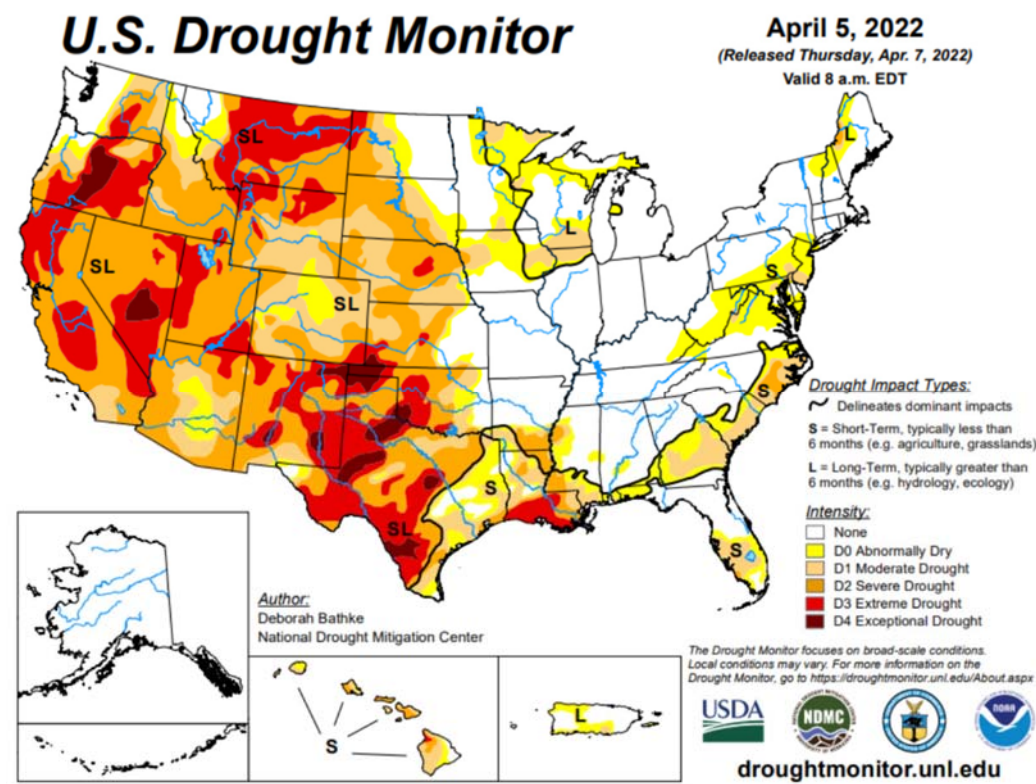 U.S. Drought Monitor
April 5, 2022
(Released Thursday, Apr. 7, 2022)
Valid 8 a.m. EDT
SL
L
L
SL
S
SL
S
S
SL
S
L
S
Drought Impact Types:
Delineates dominant impacts
S = Short-Term, typically less than
6 months (e.g. agriculture, grasslands)
L = Long-Term, typically greater than
6 months (e.g. hydrology, ecology)
Intensity:
None
D0 Abnormally Dry
D1 Moderate Drought
D2 Severe Drought
D3 Extreme Drought
D4 Exceptional Drought
Author:
Deborah Bathke
National Drought Mitigation Center
S
The Drought Monitor focuses on broad-scale conditions.
Local conditions may vary. For more information on the
Drought Monitor, go to https://droughtmonitor.unl.edu/About.aspx
USDA
NDMC
NOAA
droughtmonitor.unl.edu